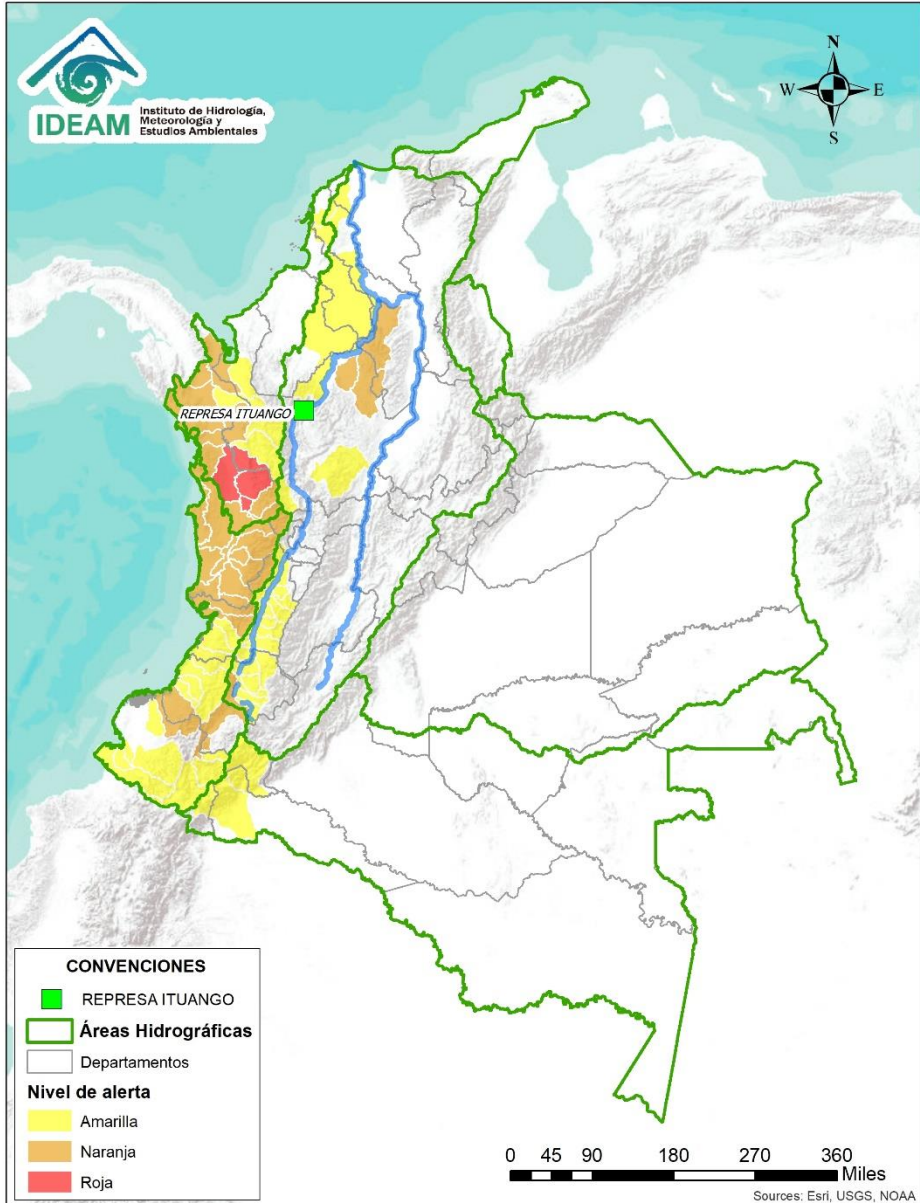 IDEAM
Instituto de Hidrología,
Meteorología y
Estudios Ambientales
N
W
E
S
REPRESA ITUANGO
CONVENCIONES
REPRESA ITUANGO
Áreas Hidrográficas
Departamentos
Nivel de alerta
Amarilla
Naranja
Roja
0 45 90 180 270 360
Miles
Sources: Esri, USGS, NOAA